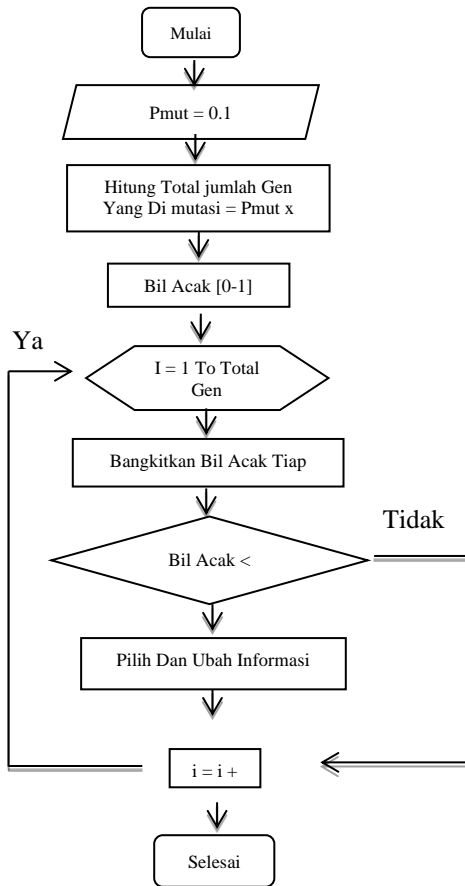 Mulai
Pmut = 0.1
Hitung Total jumlah Gen
Yang Di mutasi = Pmut x
Bil Acak [0-1]
Ya
I = 1 To Total
Gen
Bangkitkan Bil Acak Tiap
Tidak
Bil Acak <
Pilih Dan Ubah Informasi
i = i +
Selesai